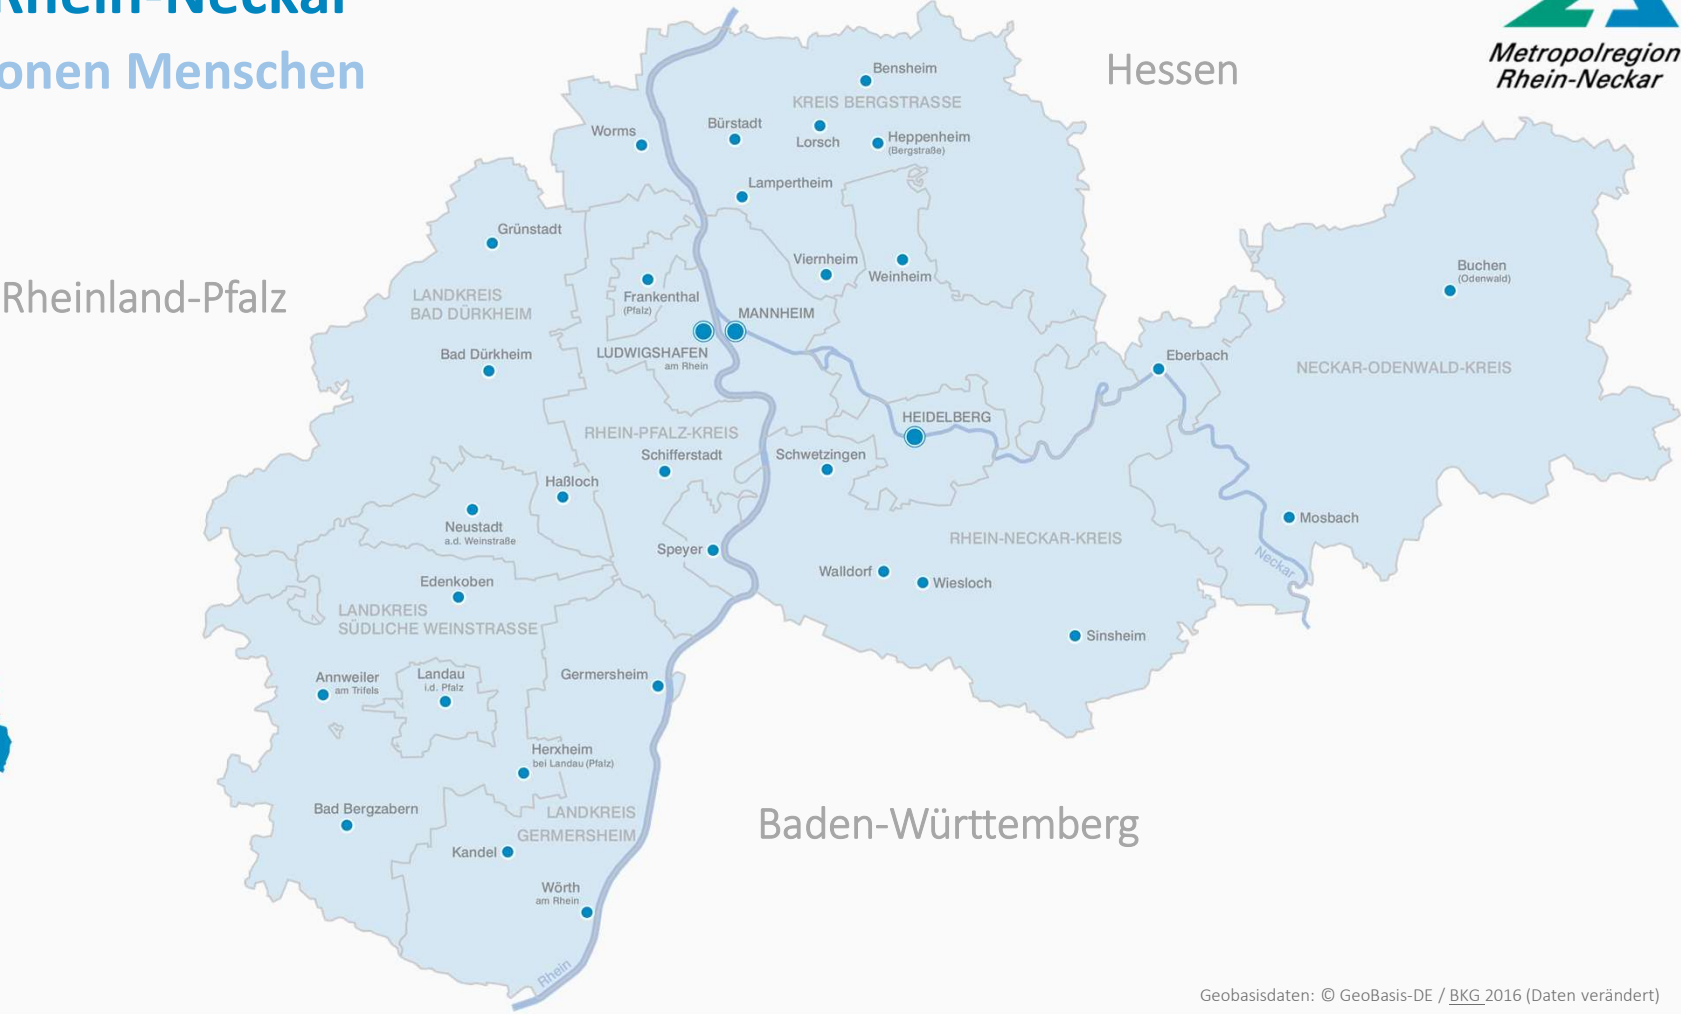 Rhein-Neckar
onen Menschen
Metropolregion
Rhein-Neckar
Hessen
Rheinland-Pfalz
Baden-Württemberg
Bensheim
KREIS BERGSTRASSE
Worms
Bürstadt
Lorsch
Heppenheim
(Bergstraße)
Lampertheim
Grünstadt
Viernheim
Weinheim
Buchen
(Odenwald)
LANDKREIS
BAD DÜRKHEIM
Frankenthal
(Pfalz)
MANNHEIM
LUDWIGSHAFEN
am Rhein
Bad Dürkheim
Eberbach
NECKAR-ODENWALD-KREIS
HEIDELBERG
RHEIN-PFALZ-KREIS
Schifferstadt
Schwetzingen
Haßloch
Neustadt
a.d. Weinstraße
Mosbach
Speyer
RHEIN-NECKAR-KREIS
Neckar
Walldorf
Wiesloch
Edenkoben
LANDKREIS
SÜDLICHE WEINSTRASSE
Sinsheim
Annweiler
am Trifels
Landau
i.d. Pfalz
Germersheim
Herxheim
bei Landau (Pfalz)
Bad Bergzabern
LANDKREIS
GERMERSHEIM
Kandel
Wörth
am Rhein
Rhein
Geobasisdaten: © GeoBasis-DE / BKG 2016 (Daten verändert)